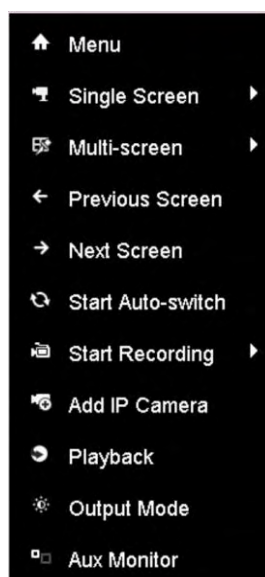 Menu
Single Screen
Multi-screen
Previous Screen
Next Screen
Start Auto-switch
Start Recording
Add IP Camera
Playback
Output Mode
Aux Monitor